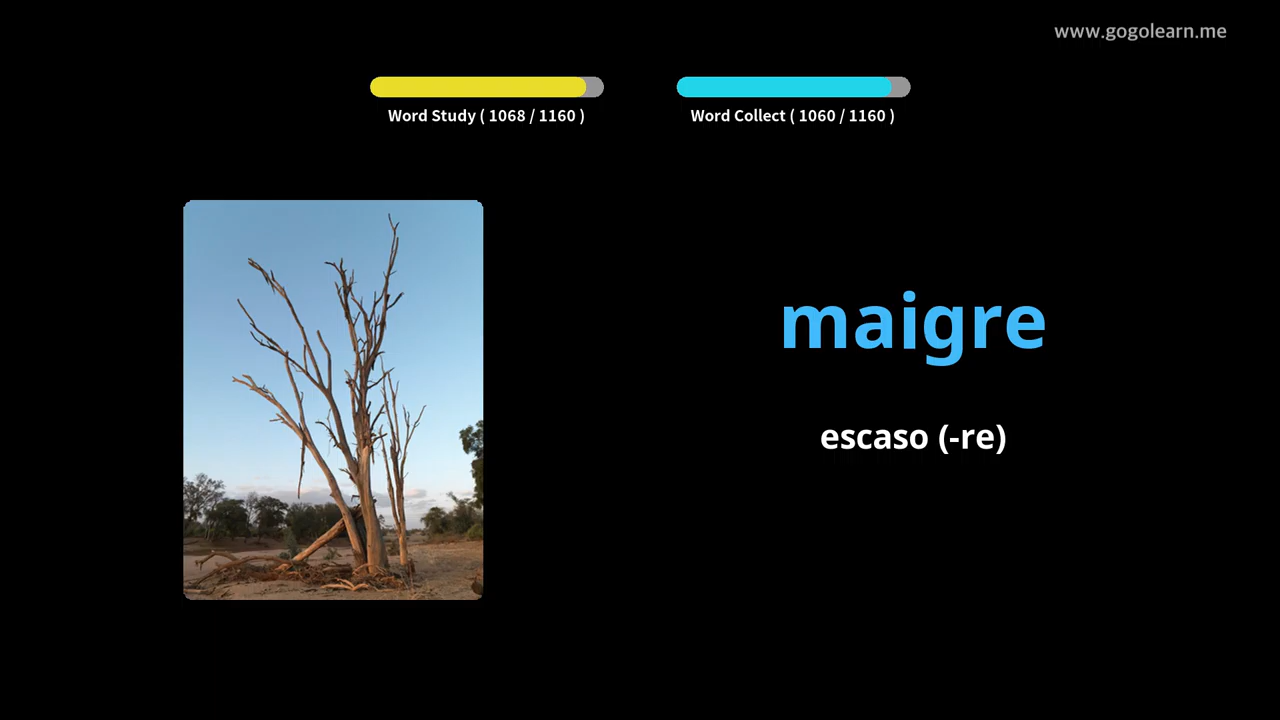 www.gogolearn.me
Word Study ( 1068 / 1160 )
Word Collect ( 1060 / 1160 )
maigre
escaso (-re)